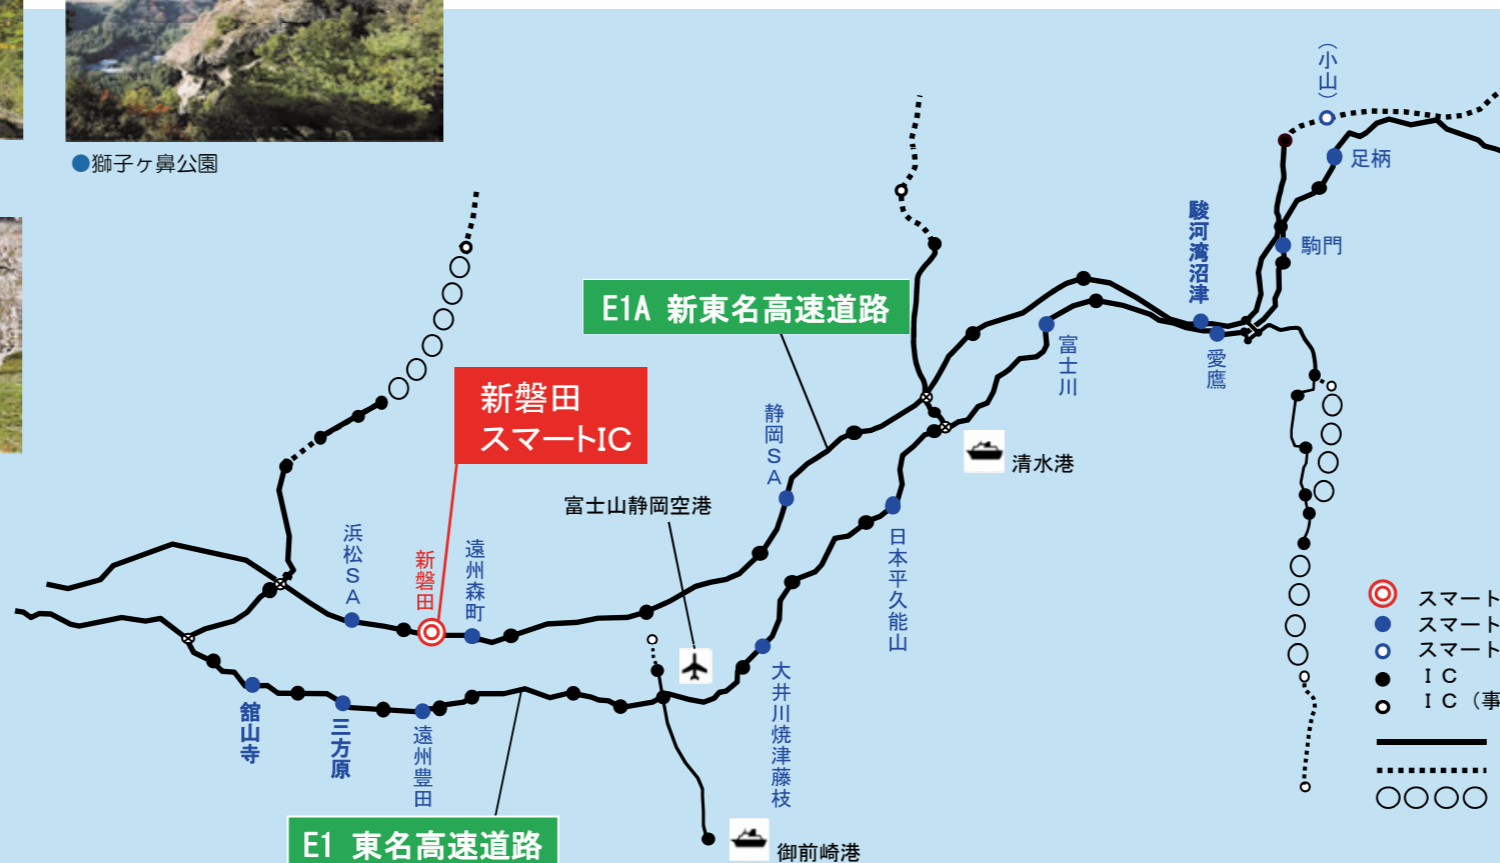 ●獅子ヶ鼻公園
(小山)
足柄
駒門
駿河湾沼津
愛鷹
富士川
E1A 新東名高速道路
新磐田
スマートIC
静岡SA
清水港
富士山静岡空港
日本平久能山
浜松SA
新磐田
遠州森町
大井川焼津藤枝
舘山寺
三方原
遠州豊田
E1 東名高速道路
御前崎港
スマート
スマート
スマート
IC
IC(事